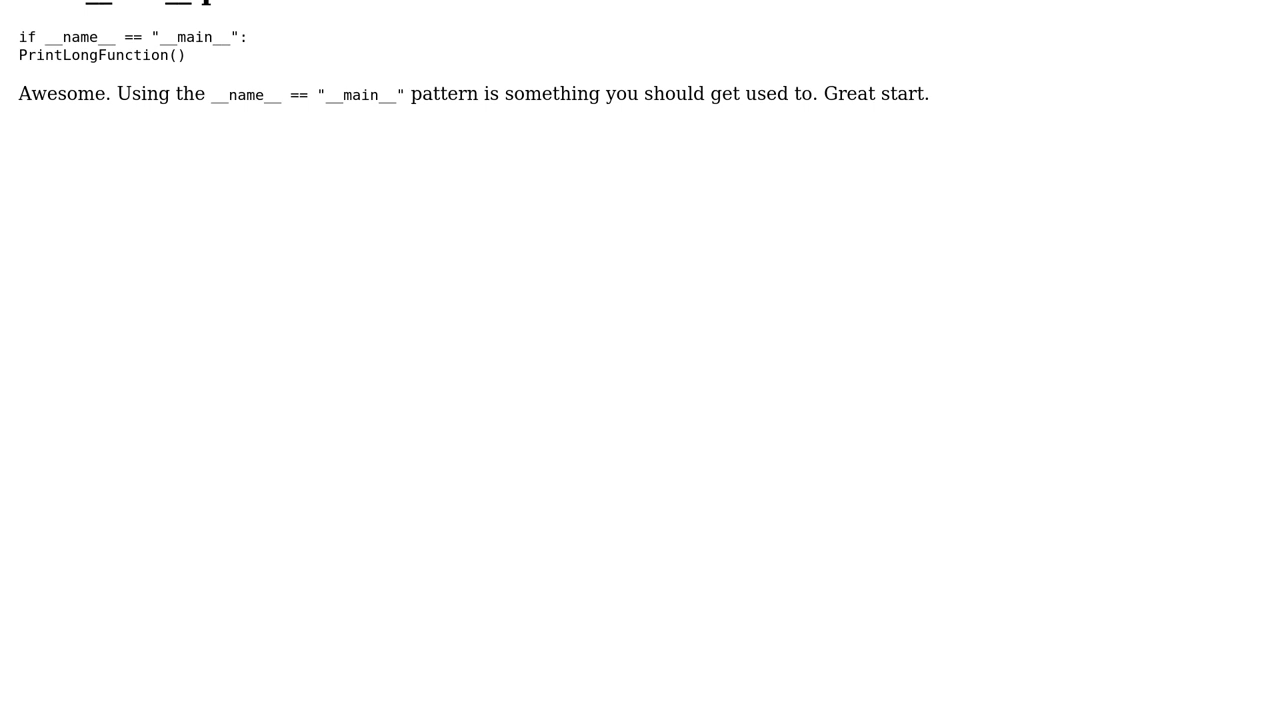 if __name__ == "__main__":
PrintLongFunction()
Awesome. Using the __name__ == "__main__" pattern is something you should get used to. Great start.